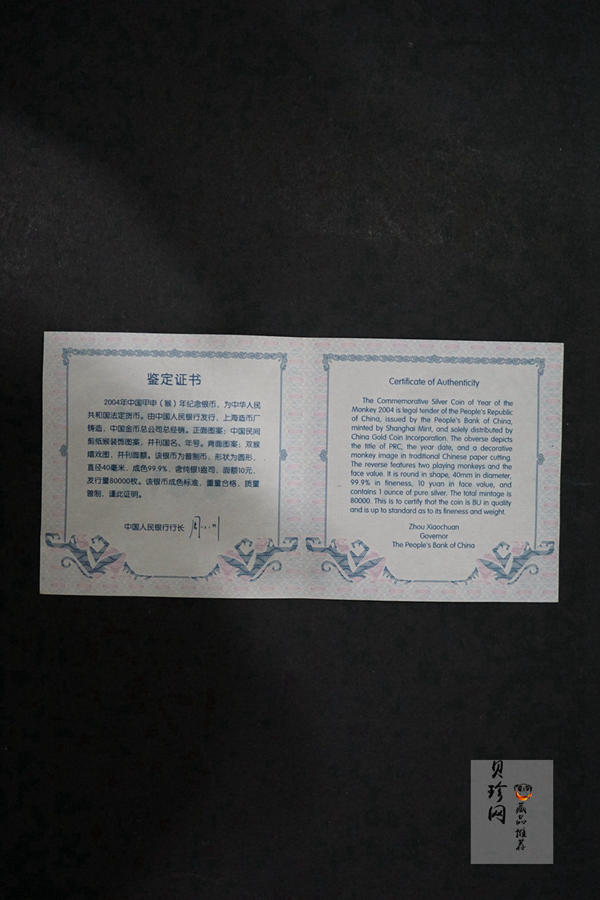 鉴定证书
2004年中国甲申（猴）年纪念银币，为中华人民
共和国法定货币。由中国人民银行发行，上海造币厂
铸造，中国金币总公司总经销。正面图案：中国民间
剪纸猴装饰图案，并刊国名、年号。背面图案：双猴
嬉戏图，并刊面额。该银币为普制币，形状为圆形，
直径40毫米，成色99.9%，含纯银1盎司，面额10元，
发行量80000枚。该银币成色标准，重量合格，质量
普制，谨此证明。
中国人民银行行长
Certificate of Authenticity
The Commemorative Silver Coin of Year of the
Monkey 2004 is legal tender of the People's Republic
of China, issued by the People's Bank of China,
minted by Shanghai Mint, and solely distributed by
China Gold Coin Incorporation. The obverse depicts
the title of PRC, the year date, and a decorative
monkey image in traditional Chinese paper cutting.
The reverse features two playing monkeys and the
face value. It is round in shape, 40mm in diameter,
99.9% in fineness, 10 yuan in face value, and
contains 1 ounce of pure silver. The total mintage is
80000. This is to certify that the coin is BU in quality
and is up to standard as to its fineness and weight.
Zhou Xiaochuan
Governor
The People's Bank of China
贝珍网
藏品推荐